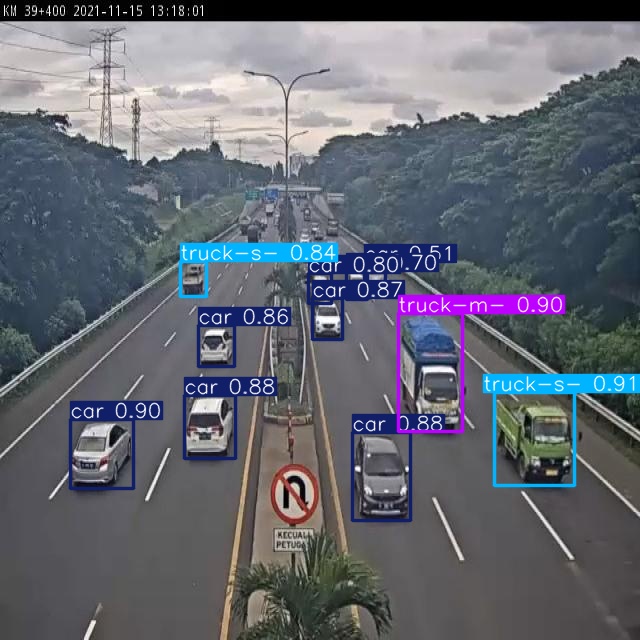 KM 39+400 2021-11-15 13:18:01
truck-s- 0.84
0.51
car 0.80
0.70
car 0.87
car 0.86
truck-m- 0.90
truck-s- 0.91
car 0.88
car 0.90
car 0.88
KECUALI
PETUGAS